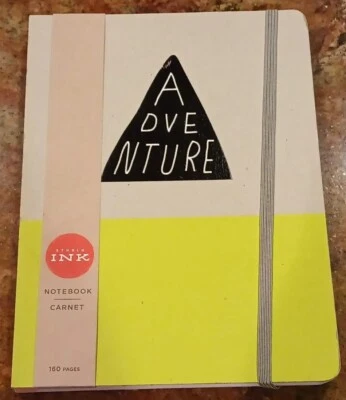 A
DVE
NTURE
STUDIO
INK
NOTEBOOK
CARNET
160 PAGES